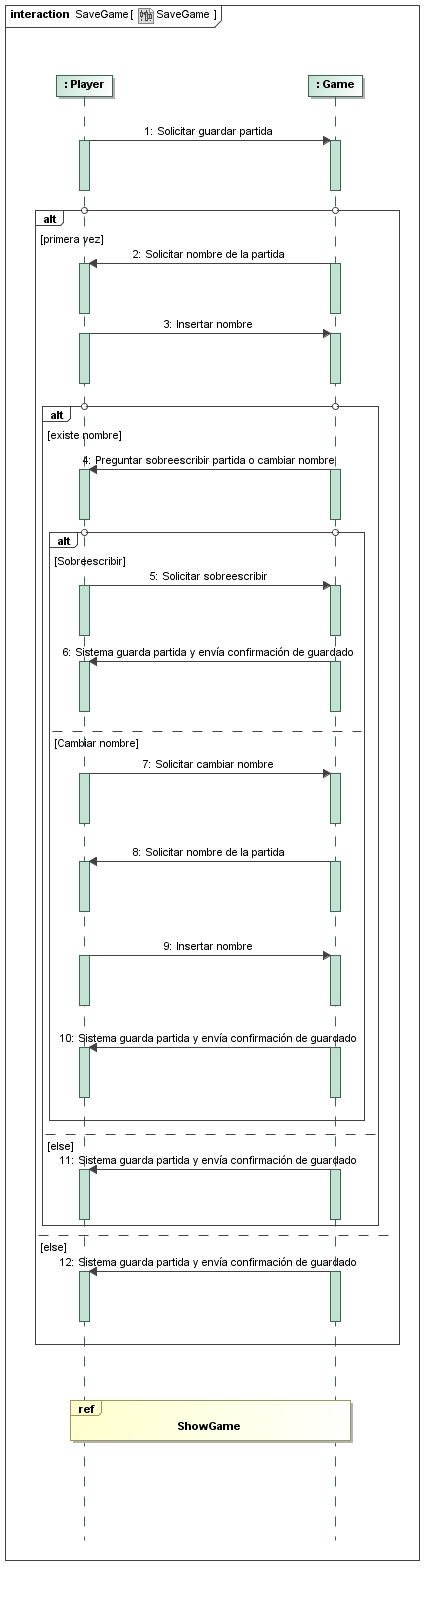 interaction SaveGame[ SaveGame ]
: Player
: Game
1: Solicitar guardar partida
alt
[primera vez]
2: Solicitar nombre de la partida
3: Insertar nombre
alt
[existe nombre]
4: Preguntar sobreescribir partida o cambiar nombre
alt
[Sobreescribir]
5: Solicitar sobreescribir
6: Sistema guarda partida y envía confirmación de guardado
[Cambiar nombre]
7: Solicitar cambiar nombre
8: Solicitar nombre de la partida
9: Insertar nombre
10: Sistema guarda partida y envía confirmación de guardado
[else]
11: Sistema guarda partida y envía confirmación de guardado
[else]
12: Sistema guarda partida y envía confirmación de guardado
ref
ShowGame